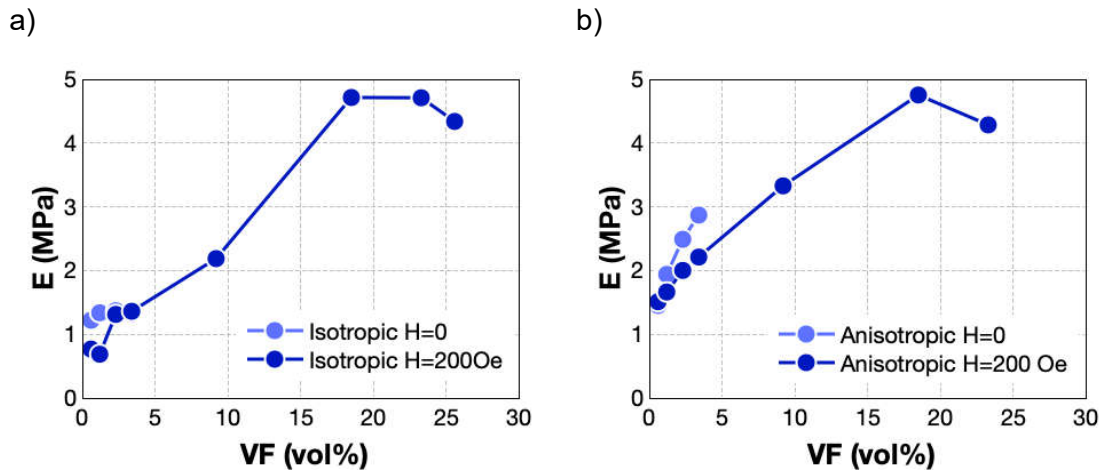 a)
b)
5
4
3
2
1
0
E (MPa)
Isotropic H=0
Isotropic H=200Oe
0 5 10 15 20 25 30
VF (vol%)
5
4
3
2
1
0
E (MPa)
Anisotropic H=0
Anisotropic H=200 Oe
0 5 10 15 20 25 30
VF (vol%)